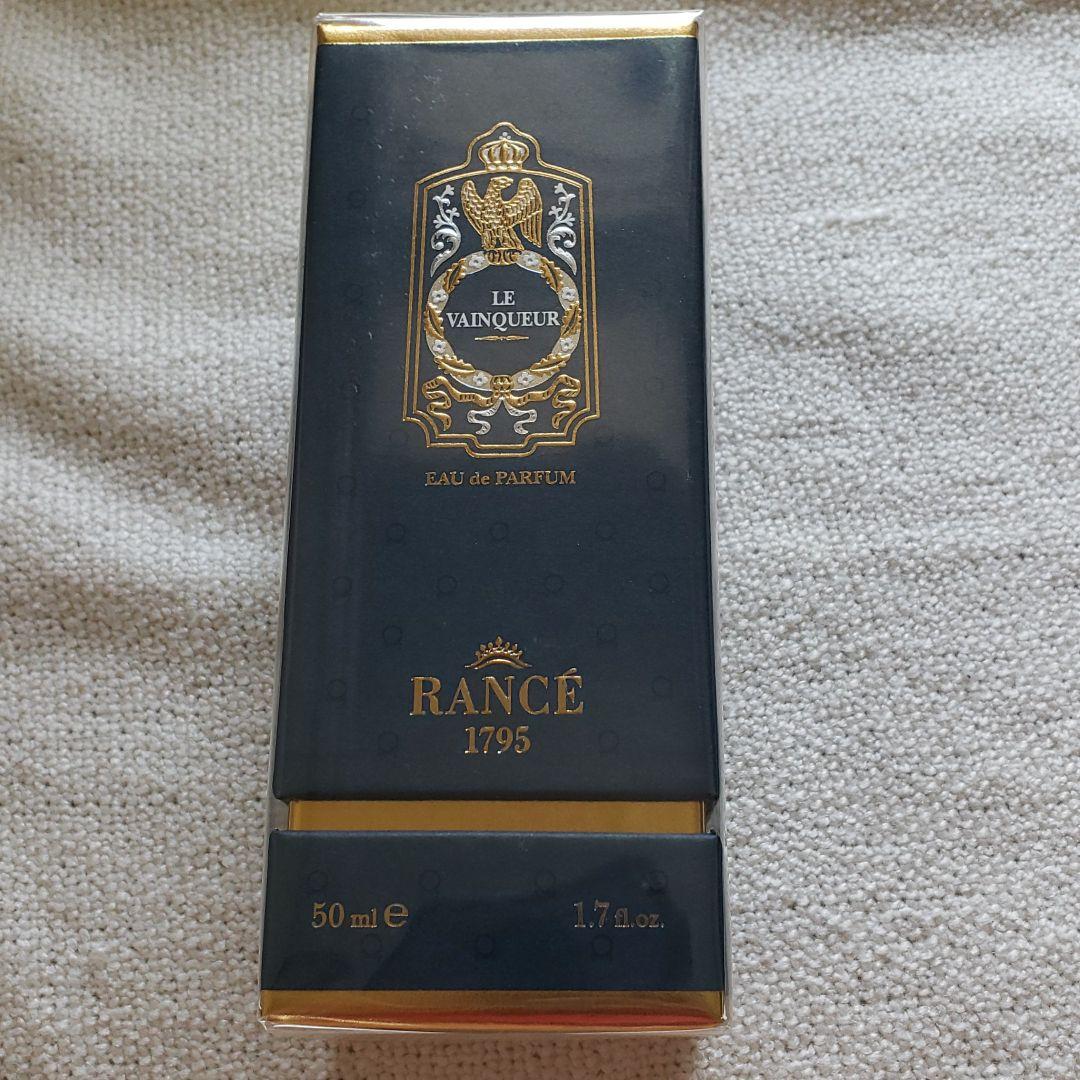 LE
VAINQUEUR
EAU de PARFUM
RANCÉ
1795
50 ml ℮
1.7 fl.oz.